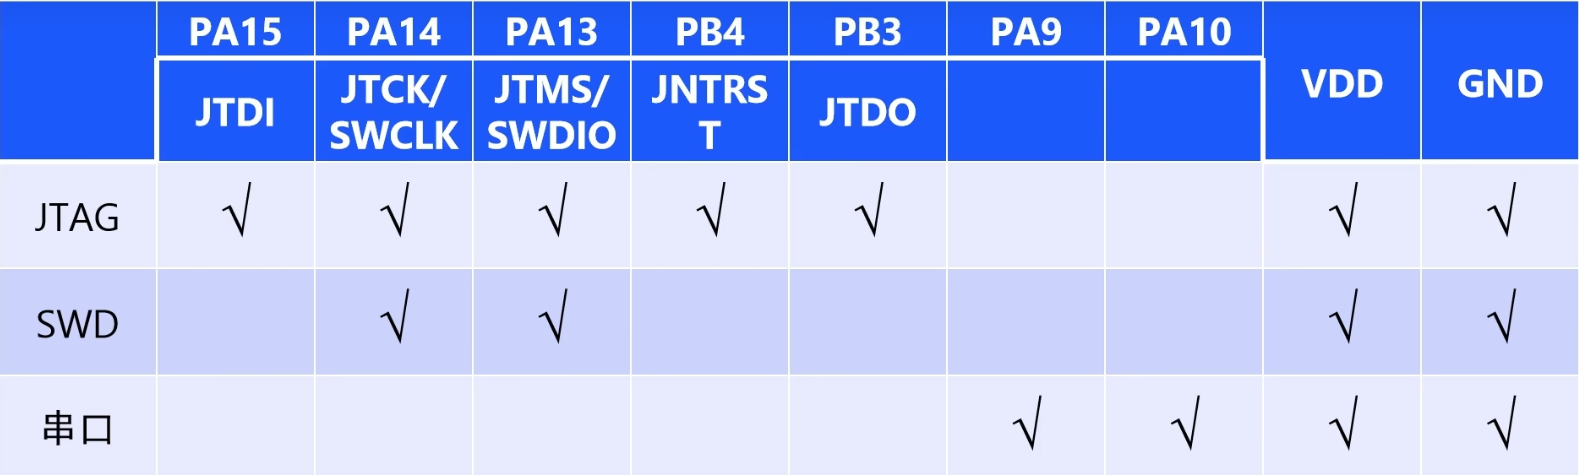 PA15 PA14 PA13 PB4 PB3 PA9 PA10 VDD GND
JTDI JTCK/ JTMS/ JNTRS JTDO
SWCLK SWDIO T
JTAG √ √ √ √ √ √ √
SWD √ √ √ √
串口 √ √ √ √